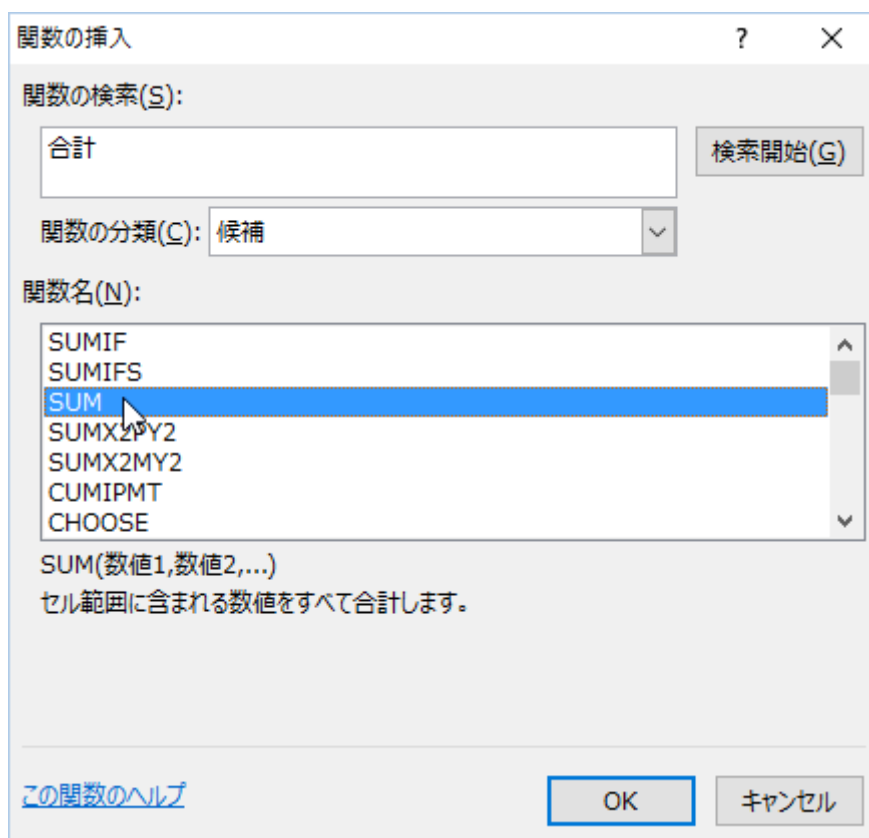 関数の挿入 ?
関数の検索(S):
合計
検索開始(G)
関数の分類(C): 候補
関数名(N):
SUMIF
SUMIFS
SUM
SUMX2PY2
SUMX2MY2
CUMIPMT
CHOOSE
SUM(数値1,数値2,...)
セル範囲に含まれる数値をすべて合計します。
この関数のヘルプ
OK キャンセル